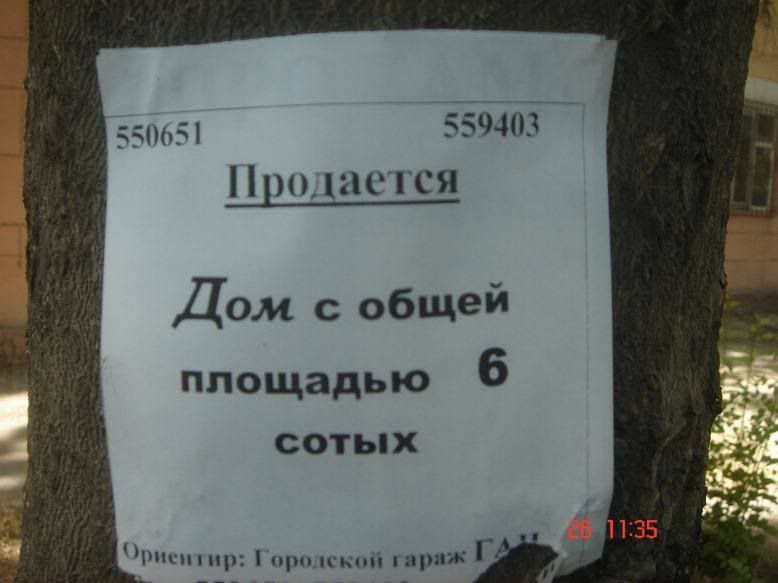 550651 559403
Продается
Дом с общей
площадью 6
сотых
Ориентир: Городской гараж
26 11:35